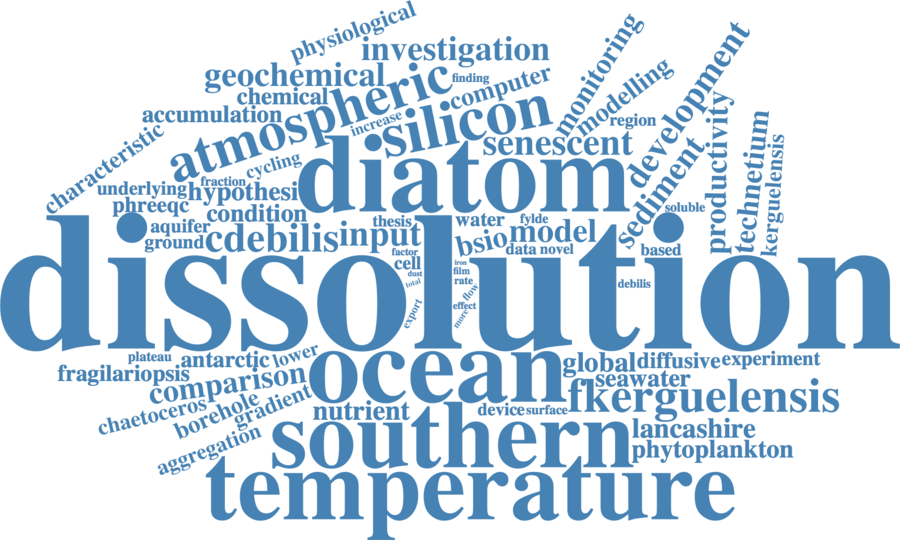 physiological
investigation
monitoring
geochemical
finding
computer
modelling
development
chemical
atmospheric
accumulation
increase
silicon
region
productivity
characteristic
cycling
senescent
technetium
kerguelensis
underlying
fraction
hypothesi
diatom
sediment
phreeqc
condition
soluble
aquifer
thesis
water
fylde
ground
cdebilis
input
bsio
model
data
novel
based
factor
cell
iron
film
dust
rate
total
debilis
flow
export
effect
more
dissolution
plateau
antarctic
lower
ocean
global
diffusive
experiment
fragilariopsis
comparison
seawater
chaetoceros
borehole
gradient
nutrient
device
surface
fkerguelensis
aggregation
southern
lancashire
phytoplankton
temperature